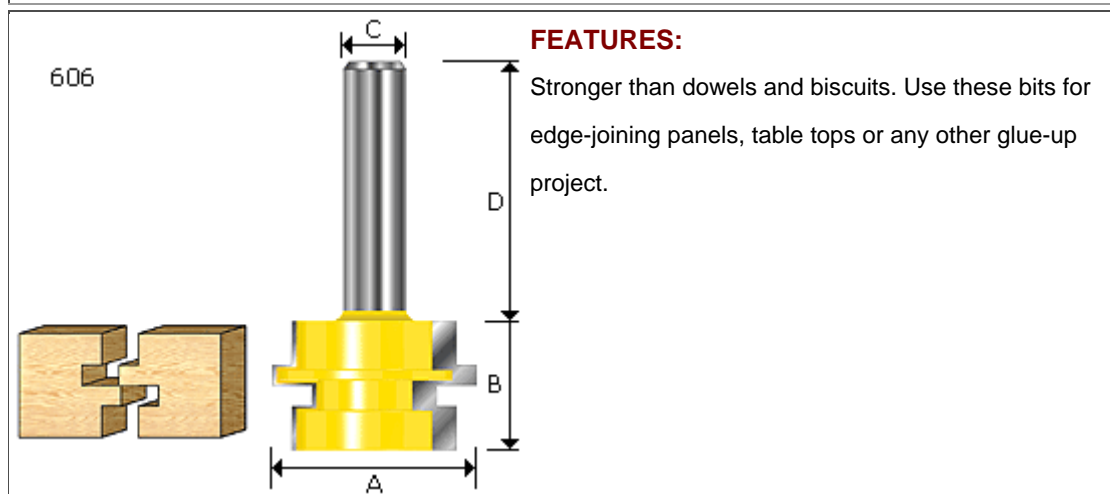 606
C
D
B
A
FEATURES:
Stronger than dowels and biscuits. Use these bits for
edge-joining panels, table tops or any other glue-up
project.